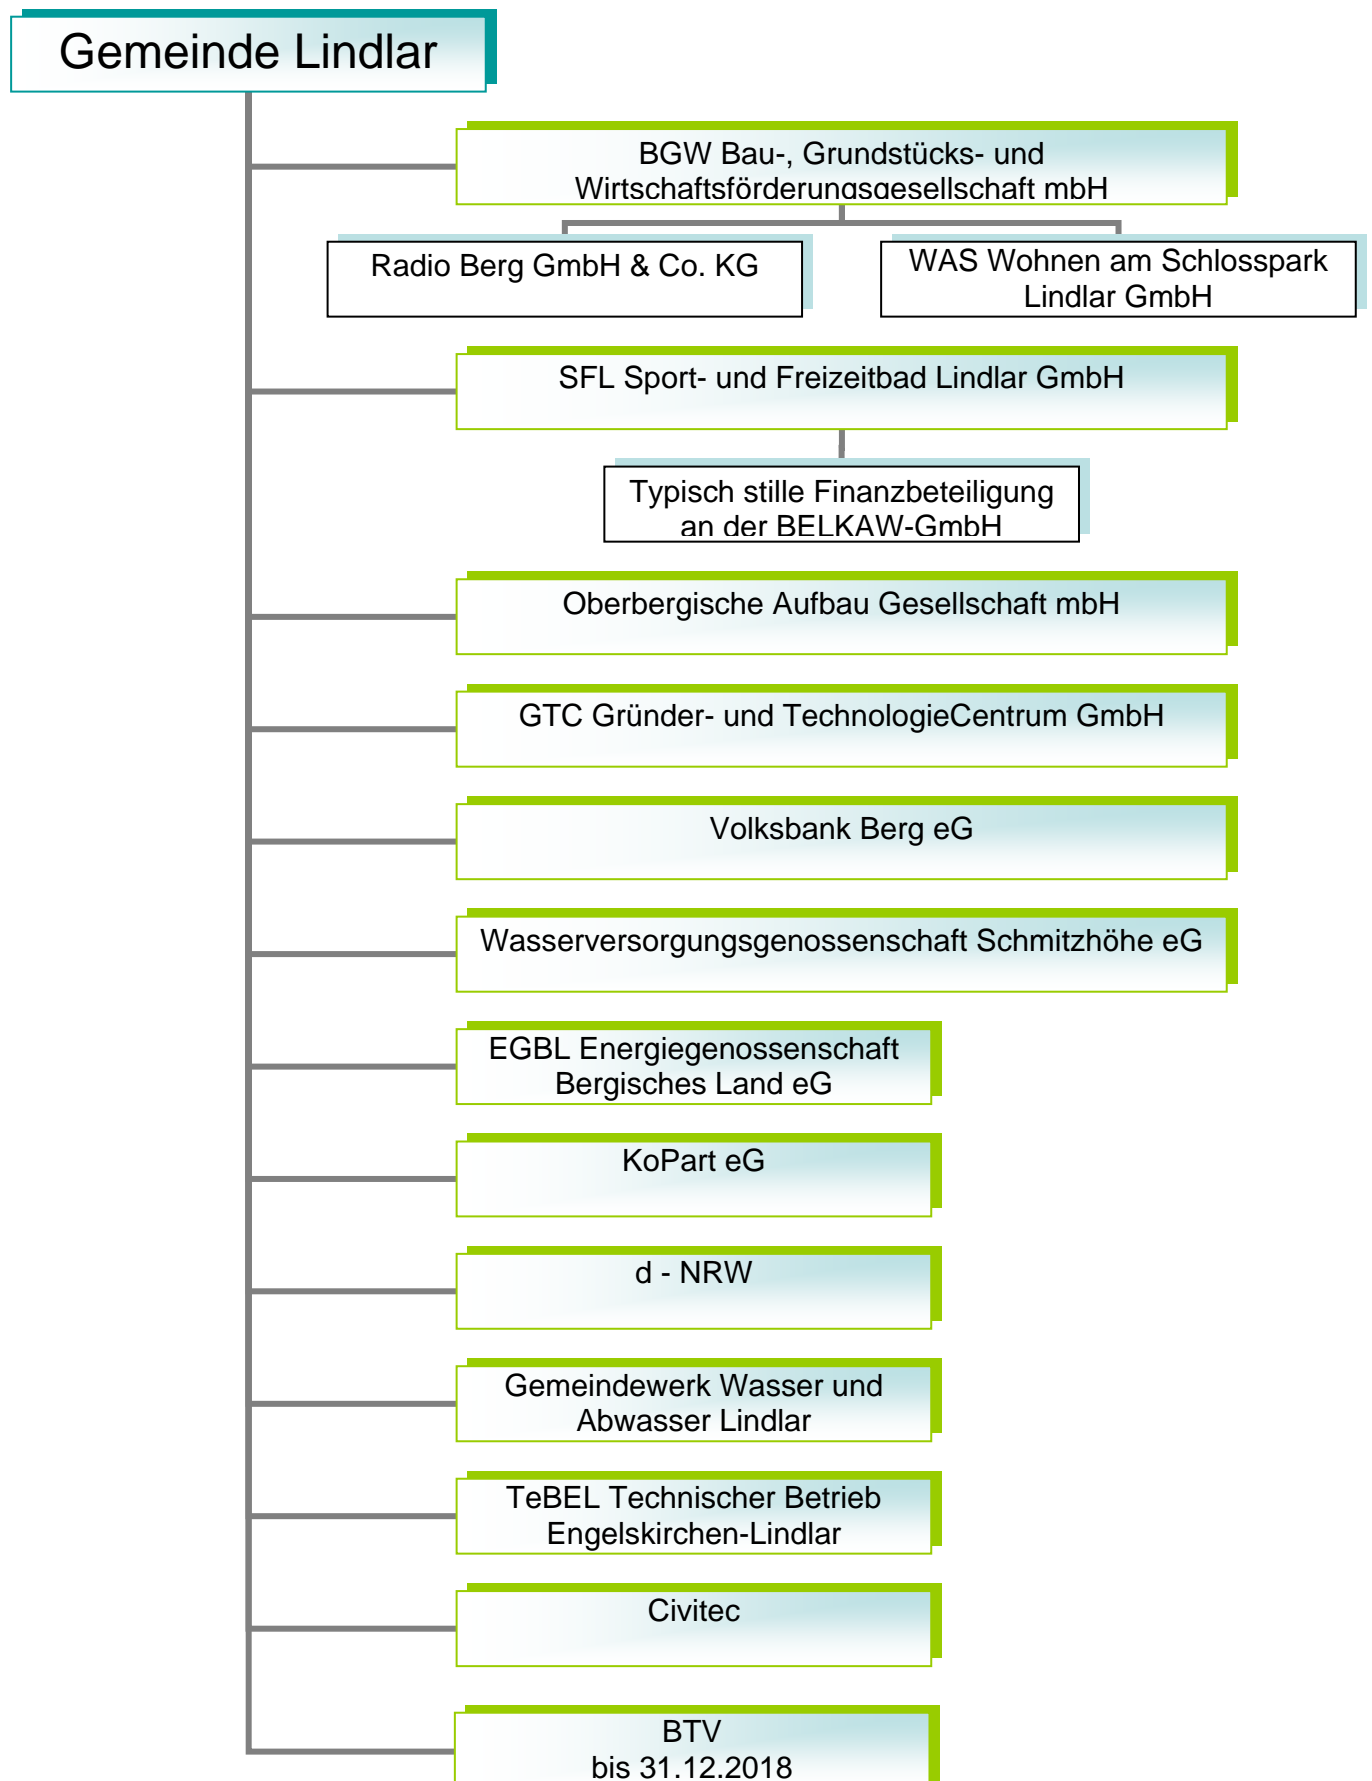 Gemeinde Lindlar
BGW Bau-, Grundstücks- und
Wirtschaftsförderungsgesellschaft mbH
Radio Berg GmbH & Co. KG
WAS Wohnen am Schlosspark
Lindlar GmbH
SFL Sport- und Freizeitbad Lindlar GmbH
Typisch stille Finanzbeteiligung
an der BELKAW-GmbH
Oberbergische Aufbau Gesellschaft mbH
GTC Gründer- und TechnologieCentrum GmbH
Volksbank Berg eG
Wasserversorgungsgenossenschaft Schmitzhöhe eG
EGBL Energiegenossenschaft
Bergisches Land eG
KoPart eG
d - NRW
Gemeindewerk Wasser und
Abwasser Lindlar
TeBEL Technischer Betrieb
Engelskirchen-Lindlar
Civitec
BTV
bis 31.12.2018